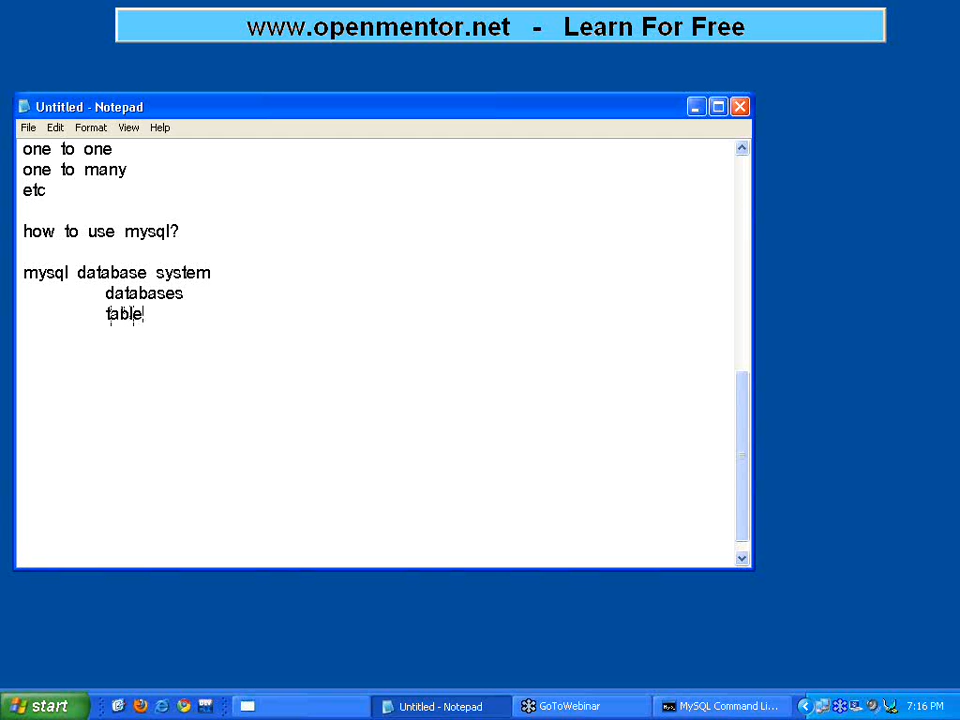 www.openmentor.net - Learn For Free
Untitled - Notepad
File Edit Format View Help
one to one
one to many
etc
how to use mysql?
mysql database system
databases
table
start
Untitled - Notepad
GoToWebinar
MySQL Command Li...
7:16 PM